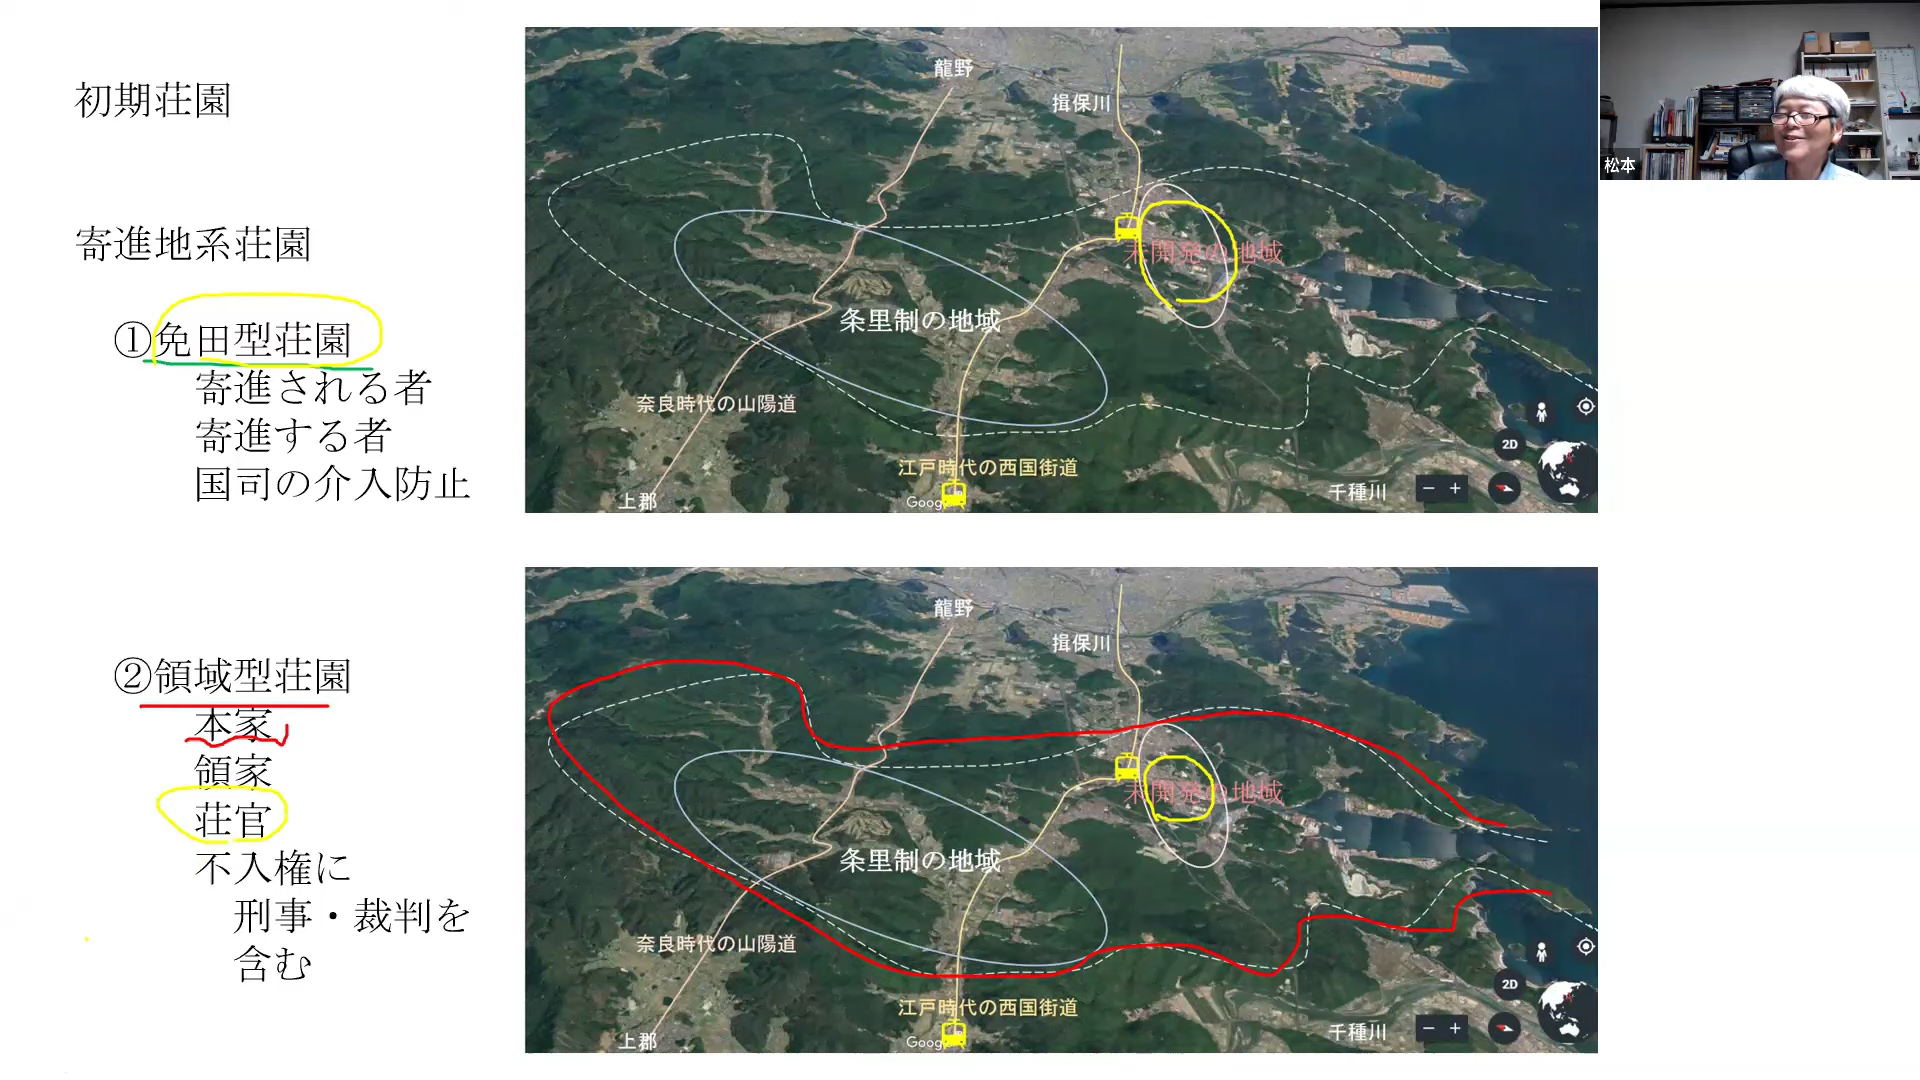 初期荘園
寄進地系荘園
①免田型荘園
寄進される者
寄進する者
国司の介入防止
②領域型荘園
本家
領家
荘官
不入権に
刑事・裁判を
含む
龍野
揖保川
未開発の地域
条里制の地域
奈良時代の山陽道
江戸時代の西国街道
上郡
Goog
千種川
2D
龍野
揖保川
未開発の地域
条里制の地域
奈良時代の山陽道
江戸時代の西国街道
上郡
Goog
千種川
2D
松本